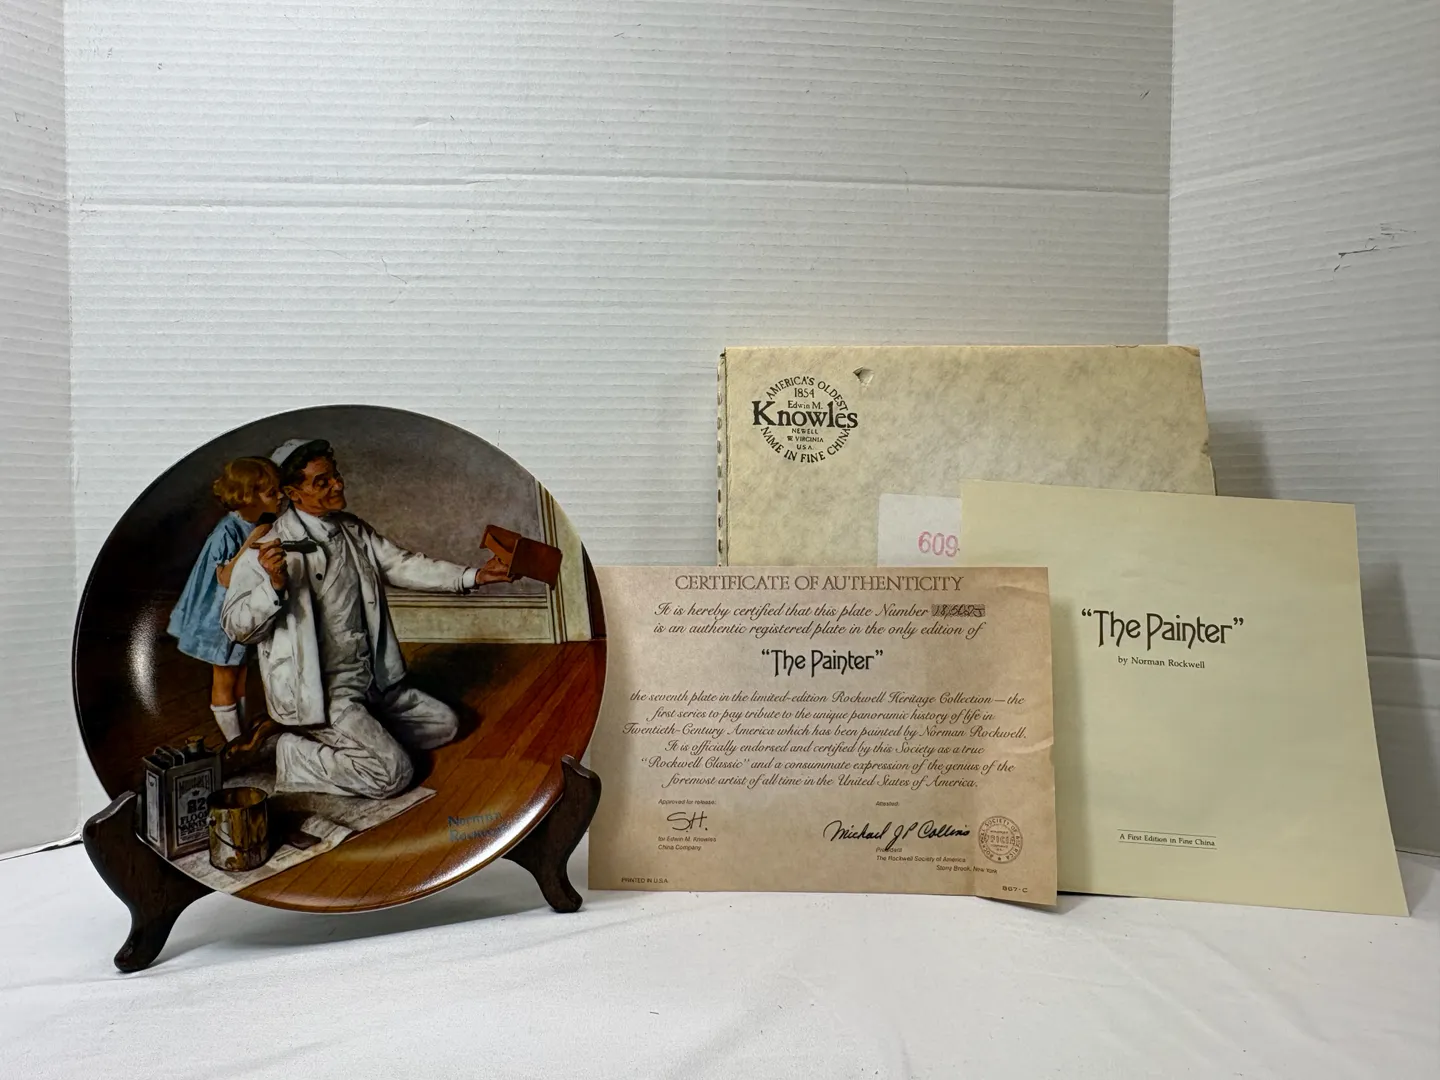 AMERICA'S OLDEST
1854
Edwin M.
Knowles
NEWELL
W. VIRGINIA
U.S.A.
NAME IN FINE CHINA
609
CERTIFICATE OF AUTHENTICITY
It is hereby certified that this plate Number
is an authentic registered plate in the only edition of
"The Painter"
the seventh plate in the limited-edition Rockwell Heritage Collection—the
first series to pay tribute to the unique panoramic history of life in
Twentieth-Century America which has been painted by Norman Rockwell.
It is officially endorsed and certified by this Society as a true
"Rockwell Classic" and a consummate expression of the genius of the
foremost artist of all time in the United States of America.
Approved for release:
Attested:
S.H.
Michael J.P. Collins
for Edwin M. Knowles
China Company
President
The Rockwell Society of America
Stony Brook, New York
PRINTED IN U.S.A.
867-C
"The Painter"
by Norman Rockwell
A First Edition in Fine China
Norman
Rockwell
82
FLOOR